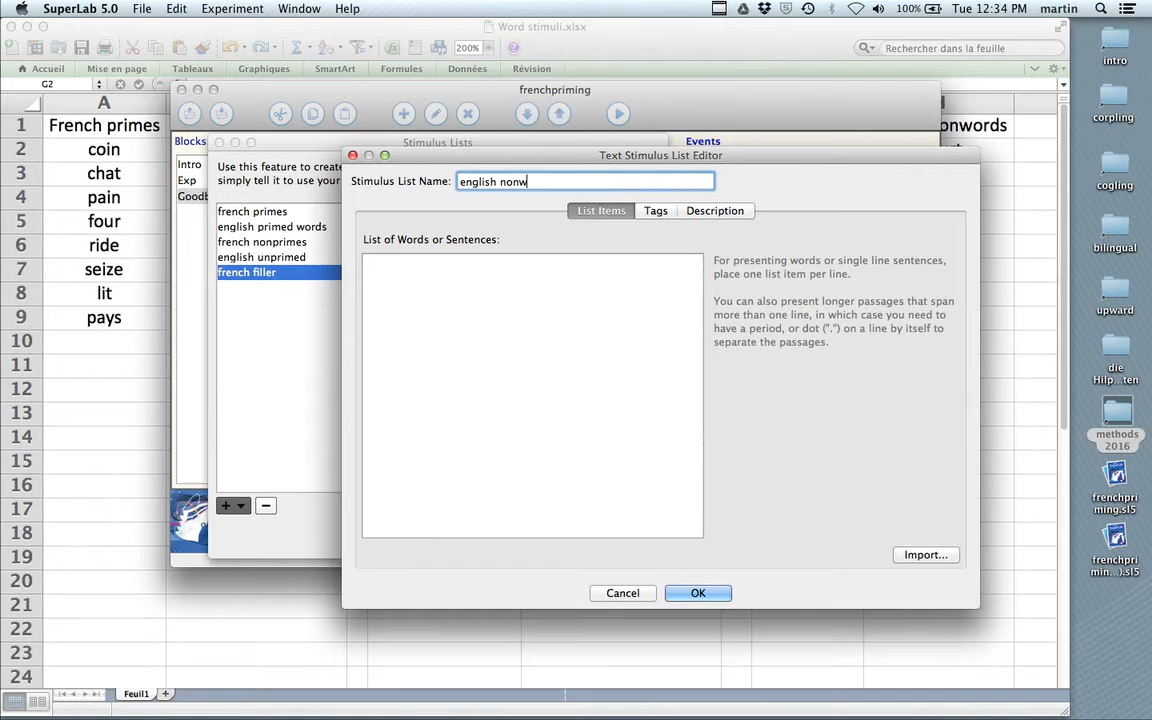 SuperLab 5.0 File Edit Experiment Window Help 100% Tue 12:34 PM martin
Word stimuli.xlsx
200% Rechercher dans la feuille
Accueil Mise en page Tableaux Graphiques SmartArt Formules Données Révision
G2
frenchpriming
A
1 French primes
2 coin
3 chat
4 pain
5 four
6 ride
7 seize
8 lit
9 pays
10
11
12
13
14
15
16
17
18
19
20
21
22
23
24
onwords
Blocks
Intro
Exp
Goodb
Events
Stimulus Lists
Use this feature to create
simply tell it to use your
french primes
english primed words
french nonprimes
english unprimed
french filler
Text Stimulus List Editor
Stimulus List Name: english nonw
List Items Tags Description
List of Words or Sentences:
For presenting words or single line sentences,
place one list item per line.
You can also present longer passages that span
more than one line, in which case you need to
have a period, or dot (".") on a line by itself to
separate the passages.
Import...
Cancel OK
Feuil1
intro
corpling
cogling
bilingual
upward
die
Hilp...ten
methods
2016
frenchpri
ming.sl5
frenchpri
min...).sl5